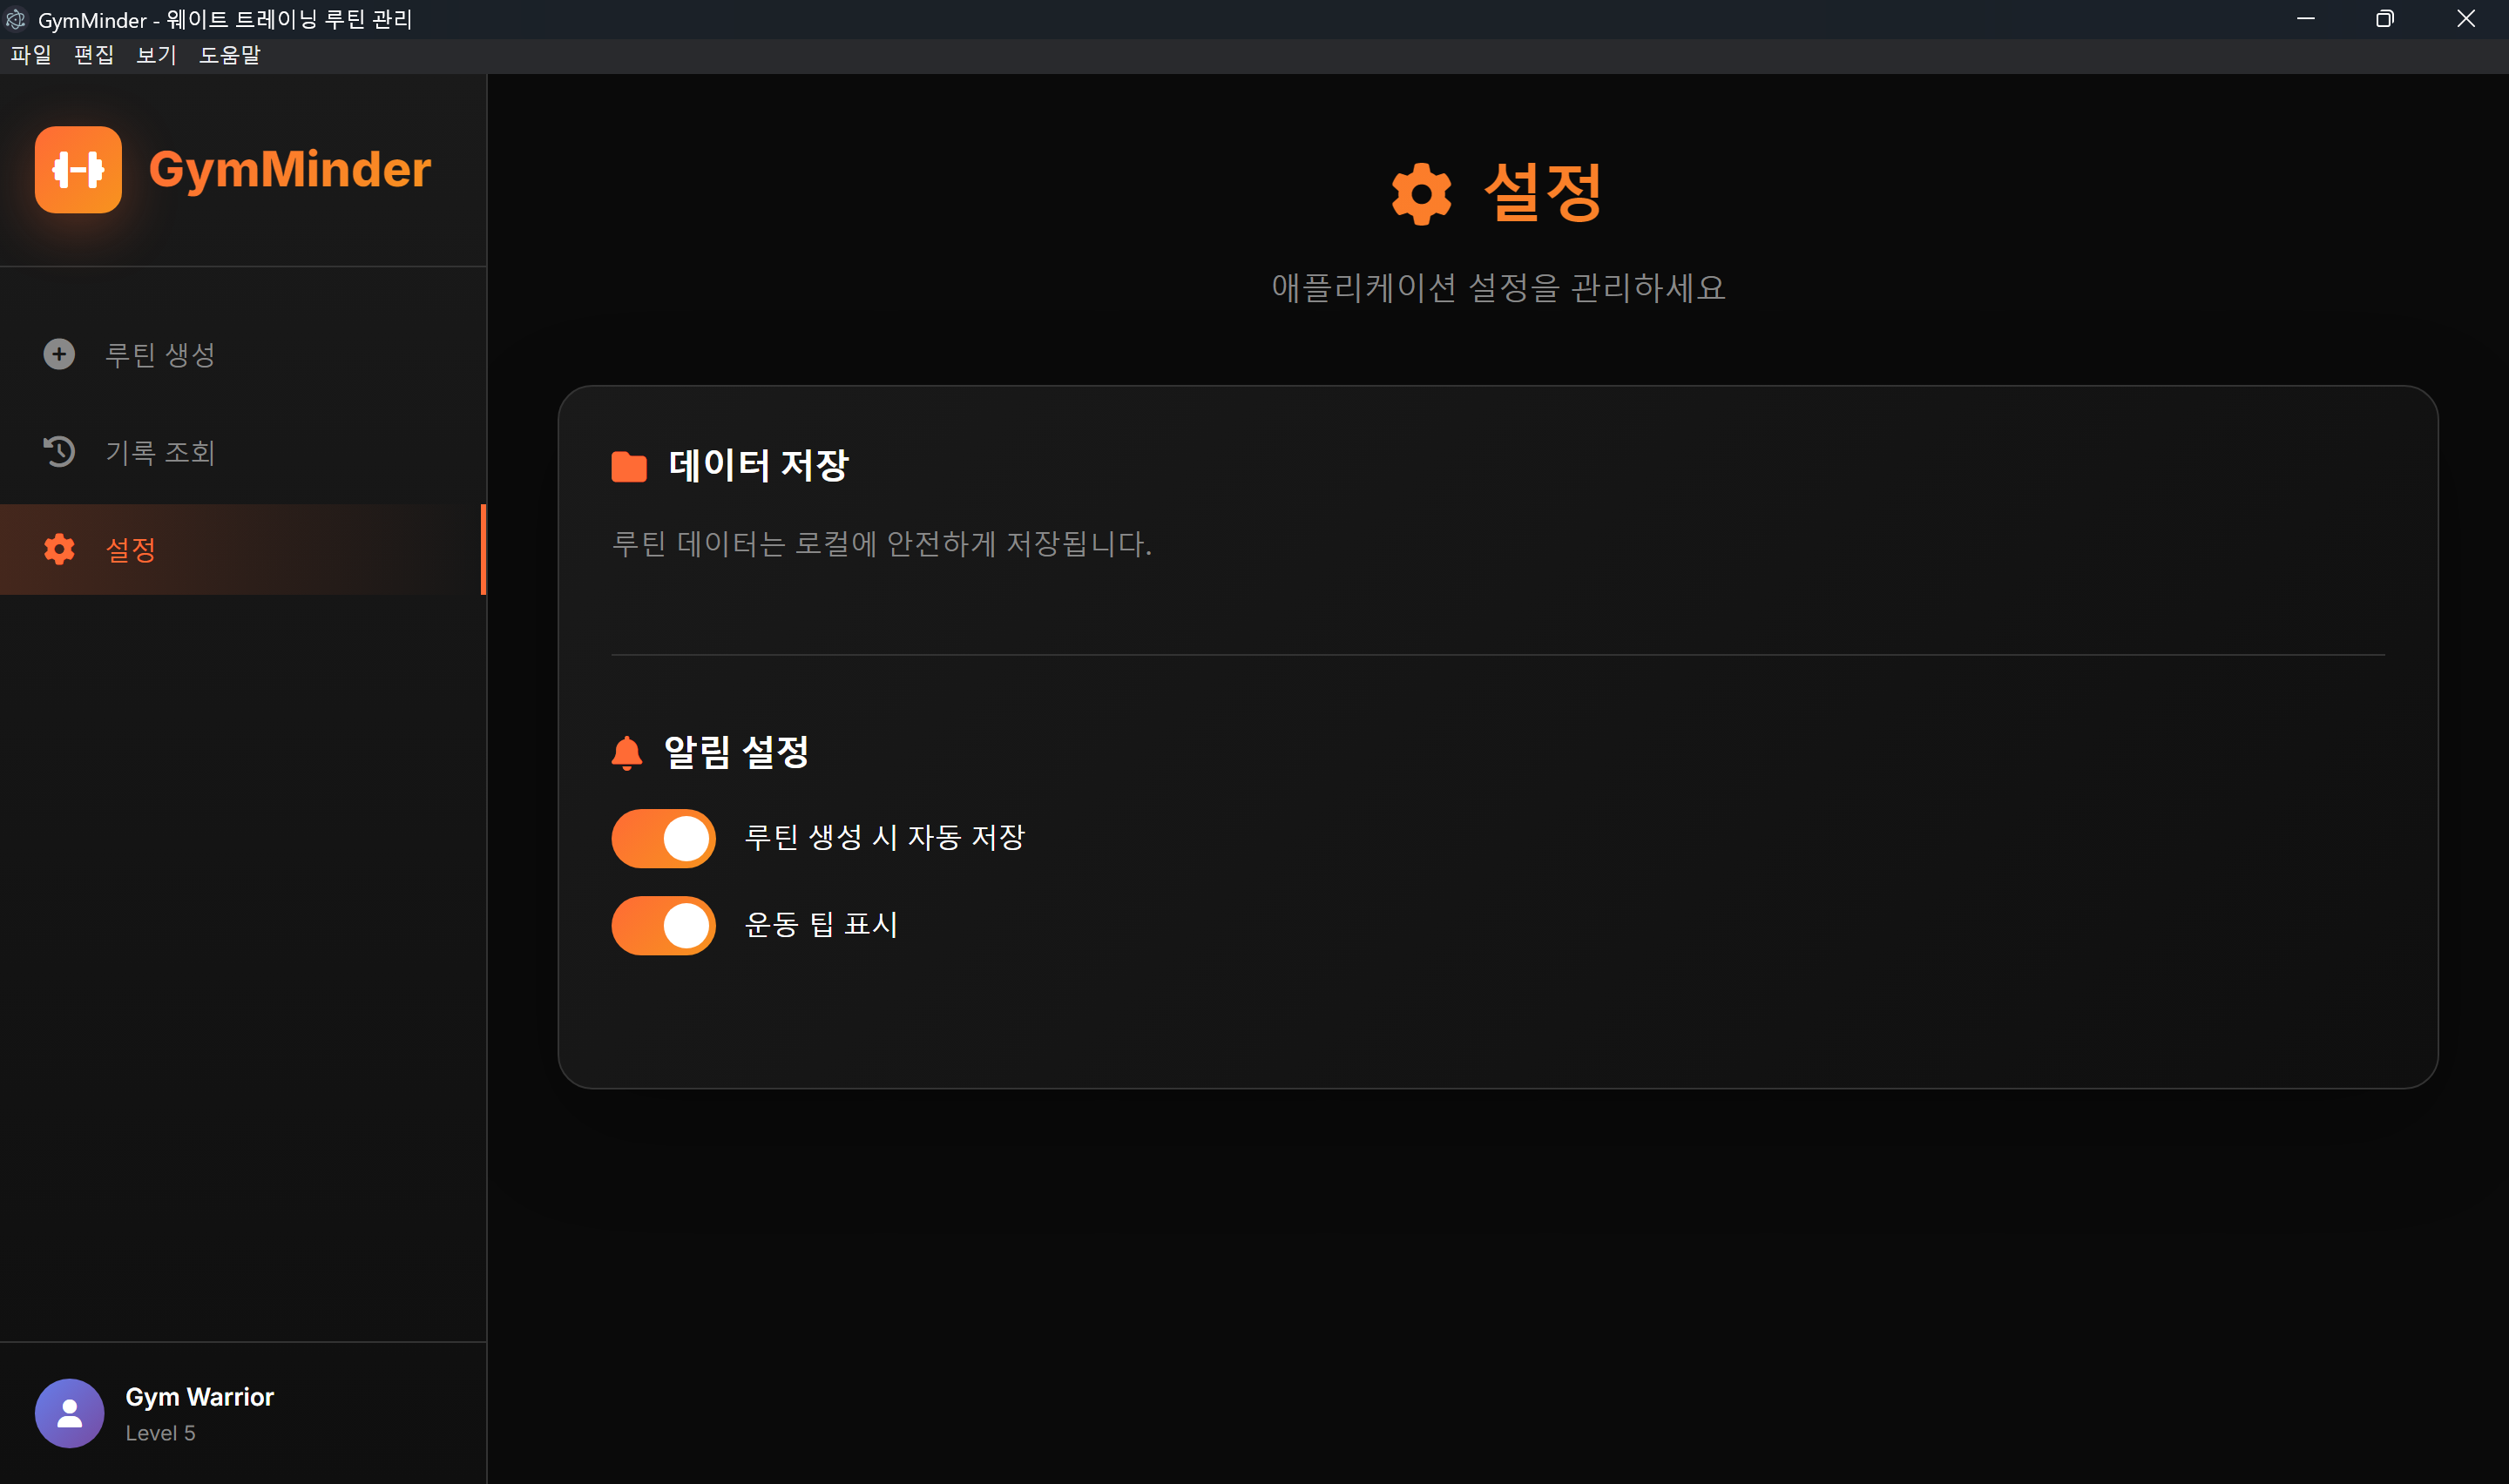 GymMinder - 웨이트 트레이닝 루틴 관리
파일 편집 보기 도움말
GymMinder
루틴 생성
기록 조회
설정
Gym Warrior
Level 5
설정
애플리케이션 설정을 관리하세요
데이터 저장
루틴 데이터는 로컬에 안전하게 저장됩니다.
알림 설정
루틴 생성 시 자동 저장
운동 팁 표시